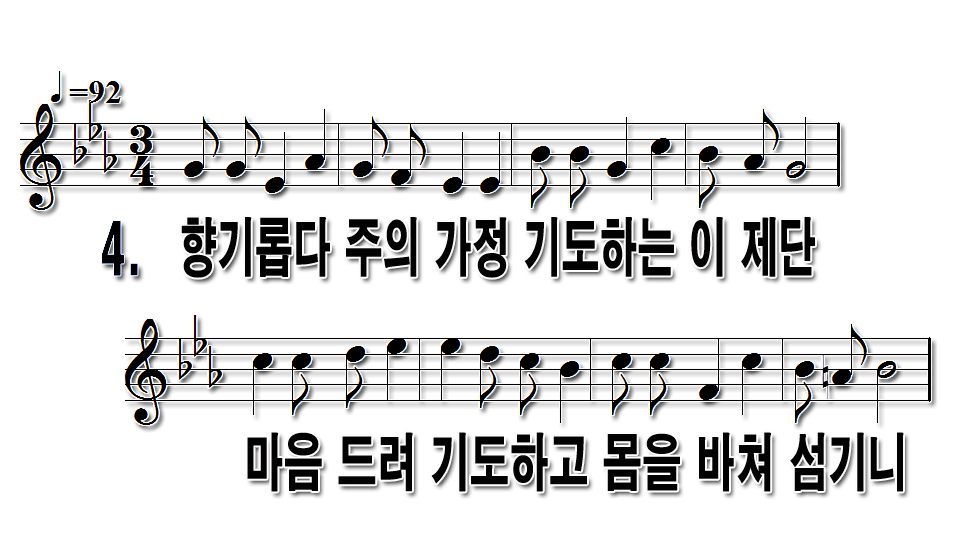 ♩=92
3
4
4. 향기롭다 주의 가정 기도하는 이 제단
마음 드려 기도하고 몸을 바쳐 섬기니